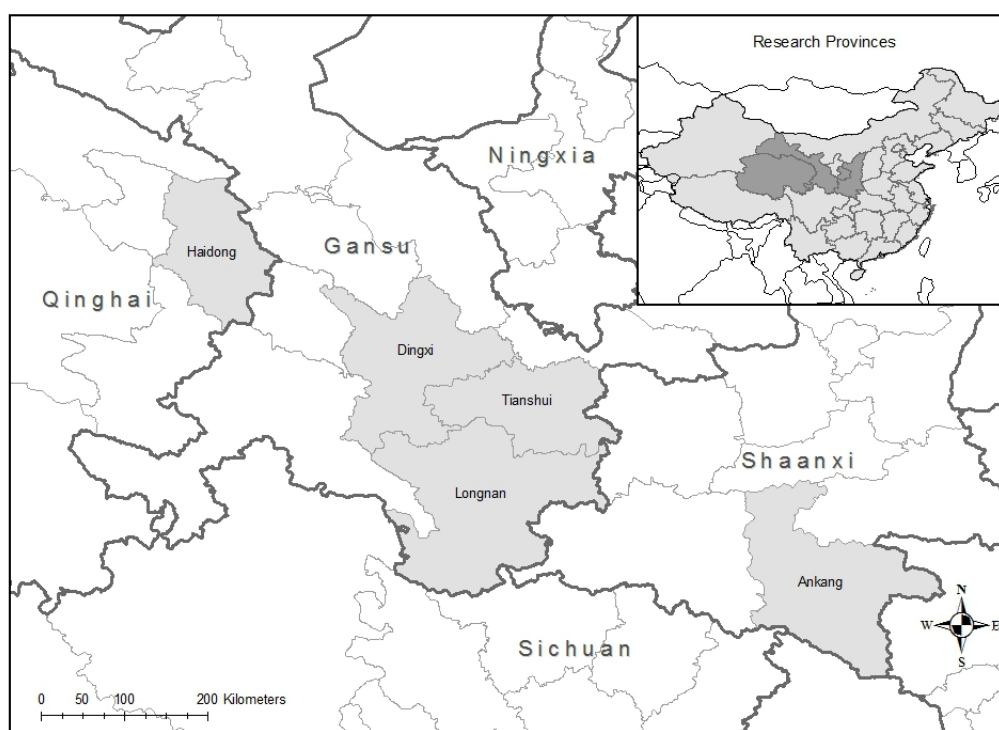 Research Provinces
Ningxia
Haidong
Gansu
Qinghai
Dingxi
Tianshui
Shaanxi
Longnan
Ankang
N
W
E
S
Sichuan
0 50 100 200 Kilometers